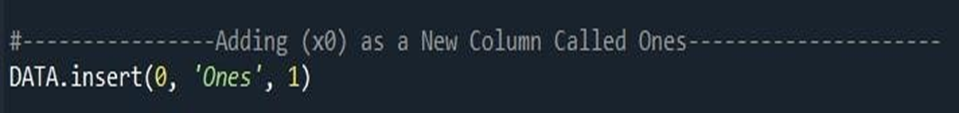 #----------------Adding (x0) as a New Column Called Ones---------------------
DATA.insert(0, 'Ones', 1)